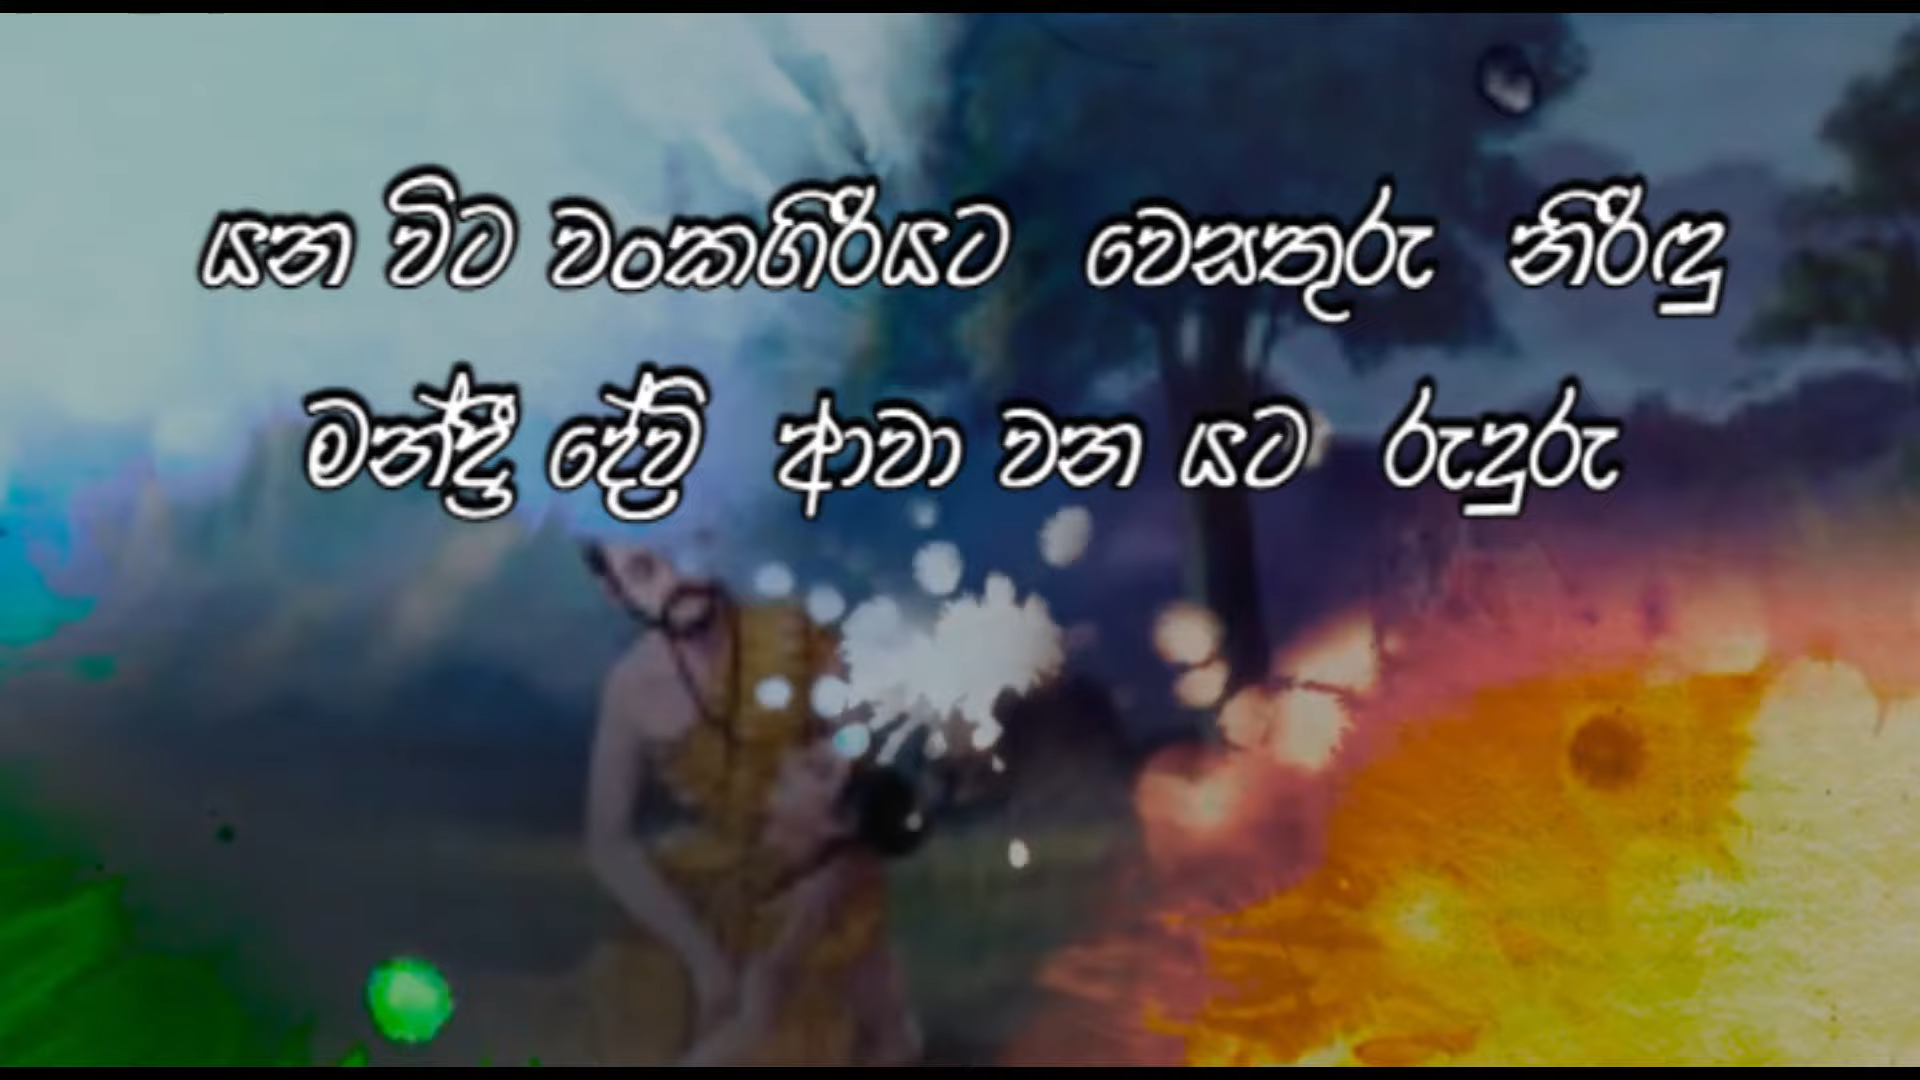 යන විට වංකගිරියට වෙසතුරු නිරිඳු
මන්ද්‍රී දේවි ආවා වන යට රුදුරු